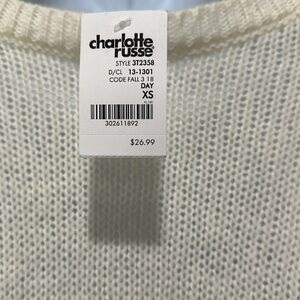 charlotte
russe
STYLE 3T2358
D/CL 13-1301
CODE FALL 3 18
DAY
XS
302611892
$26.99